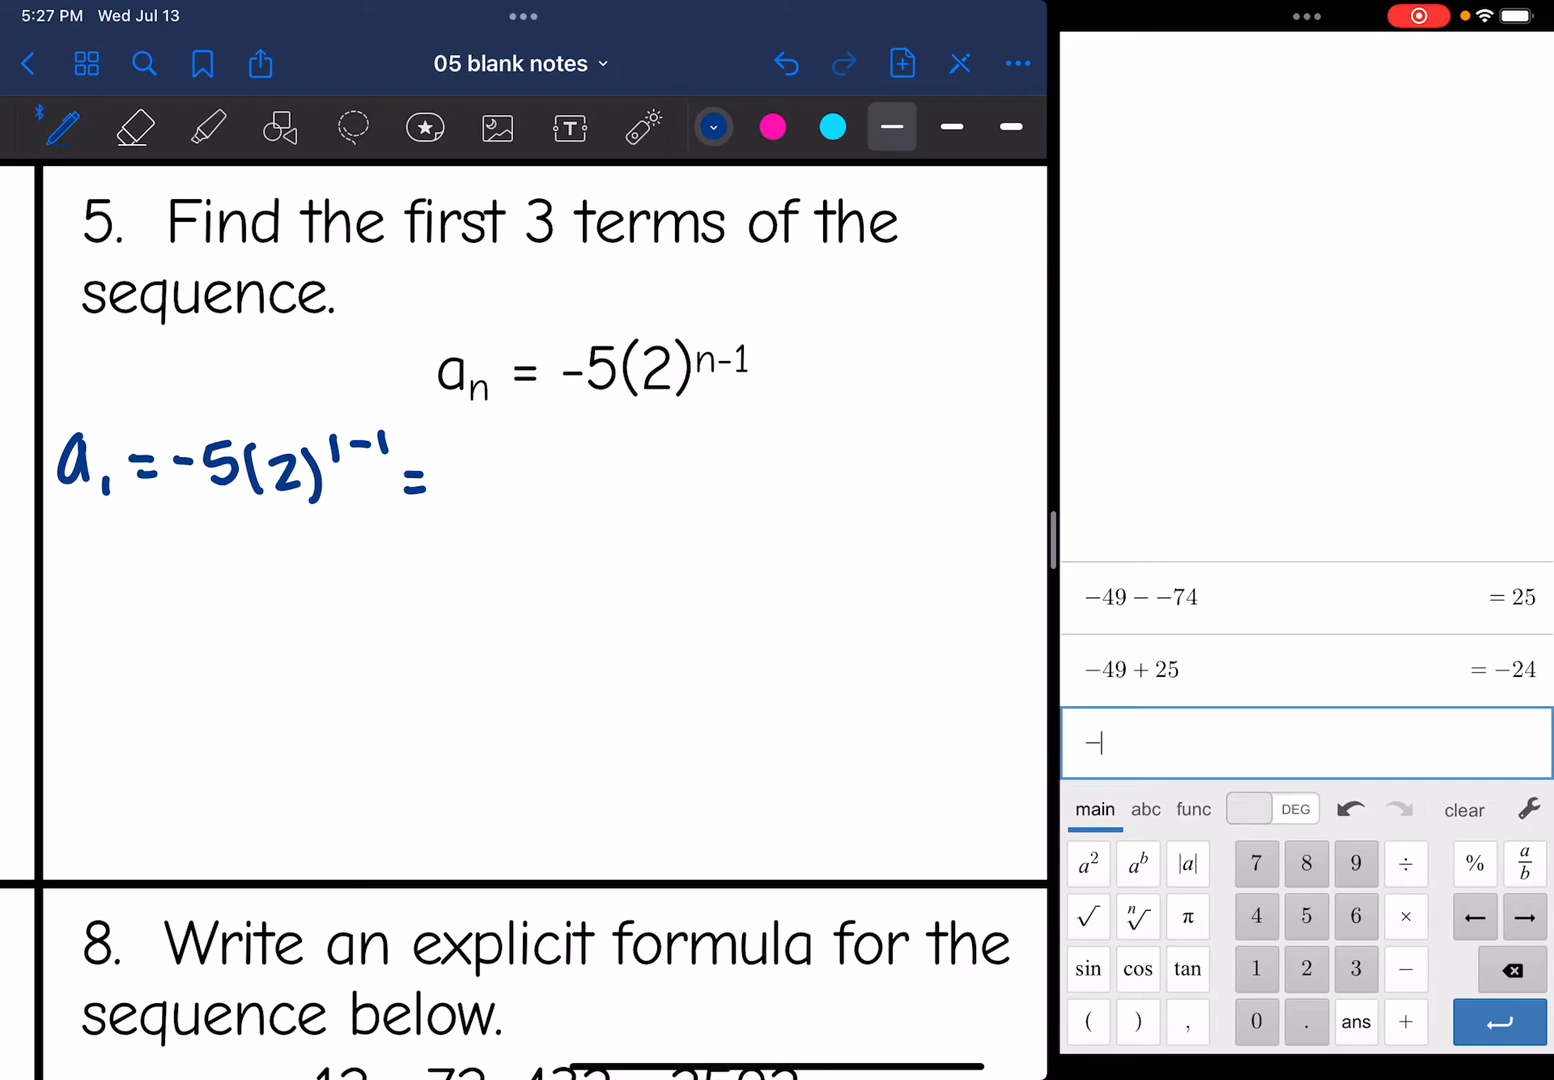 5:27 PM Wed Jul 13
05 blank notes
T
5. Find the first 3 terms of the
sequence.
aₙ = -5(2)ⁿ⁻¹
a₁ = -5(2)¹⁻¹ =
8. Write an explicit formula for the
sequence below.
−49 − −74 = 25
−49 + 25 = −24
−
main abc func DEG clear
a² aᵇ |a| 7 8 9 ÷ % a/b
√ ⁿ√ π 4 5 6 × ← →
sin cos tan 1 2 3 −
( ) , 0 . ans +